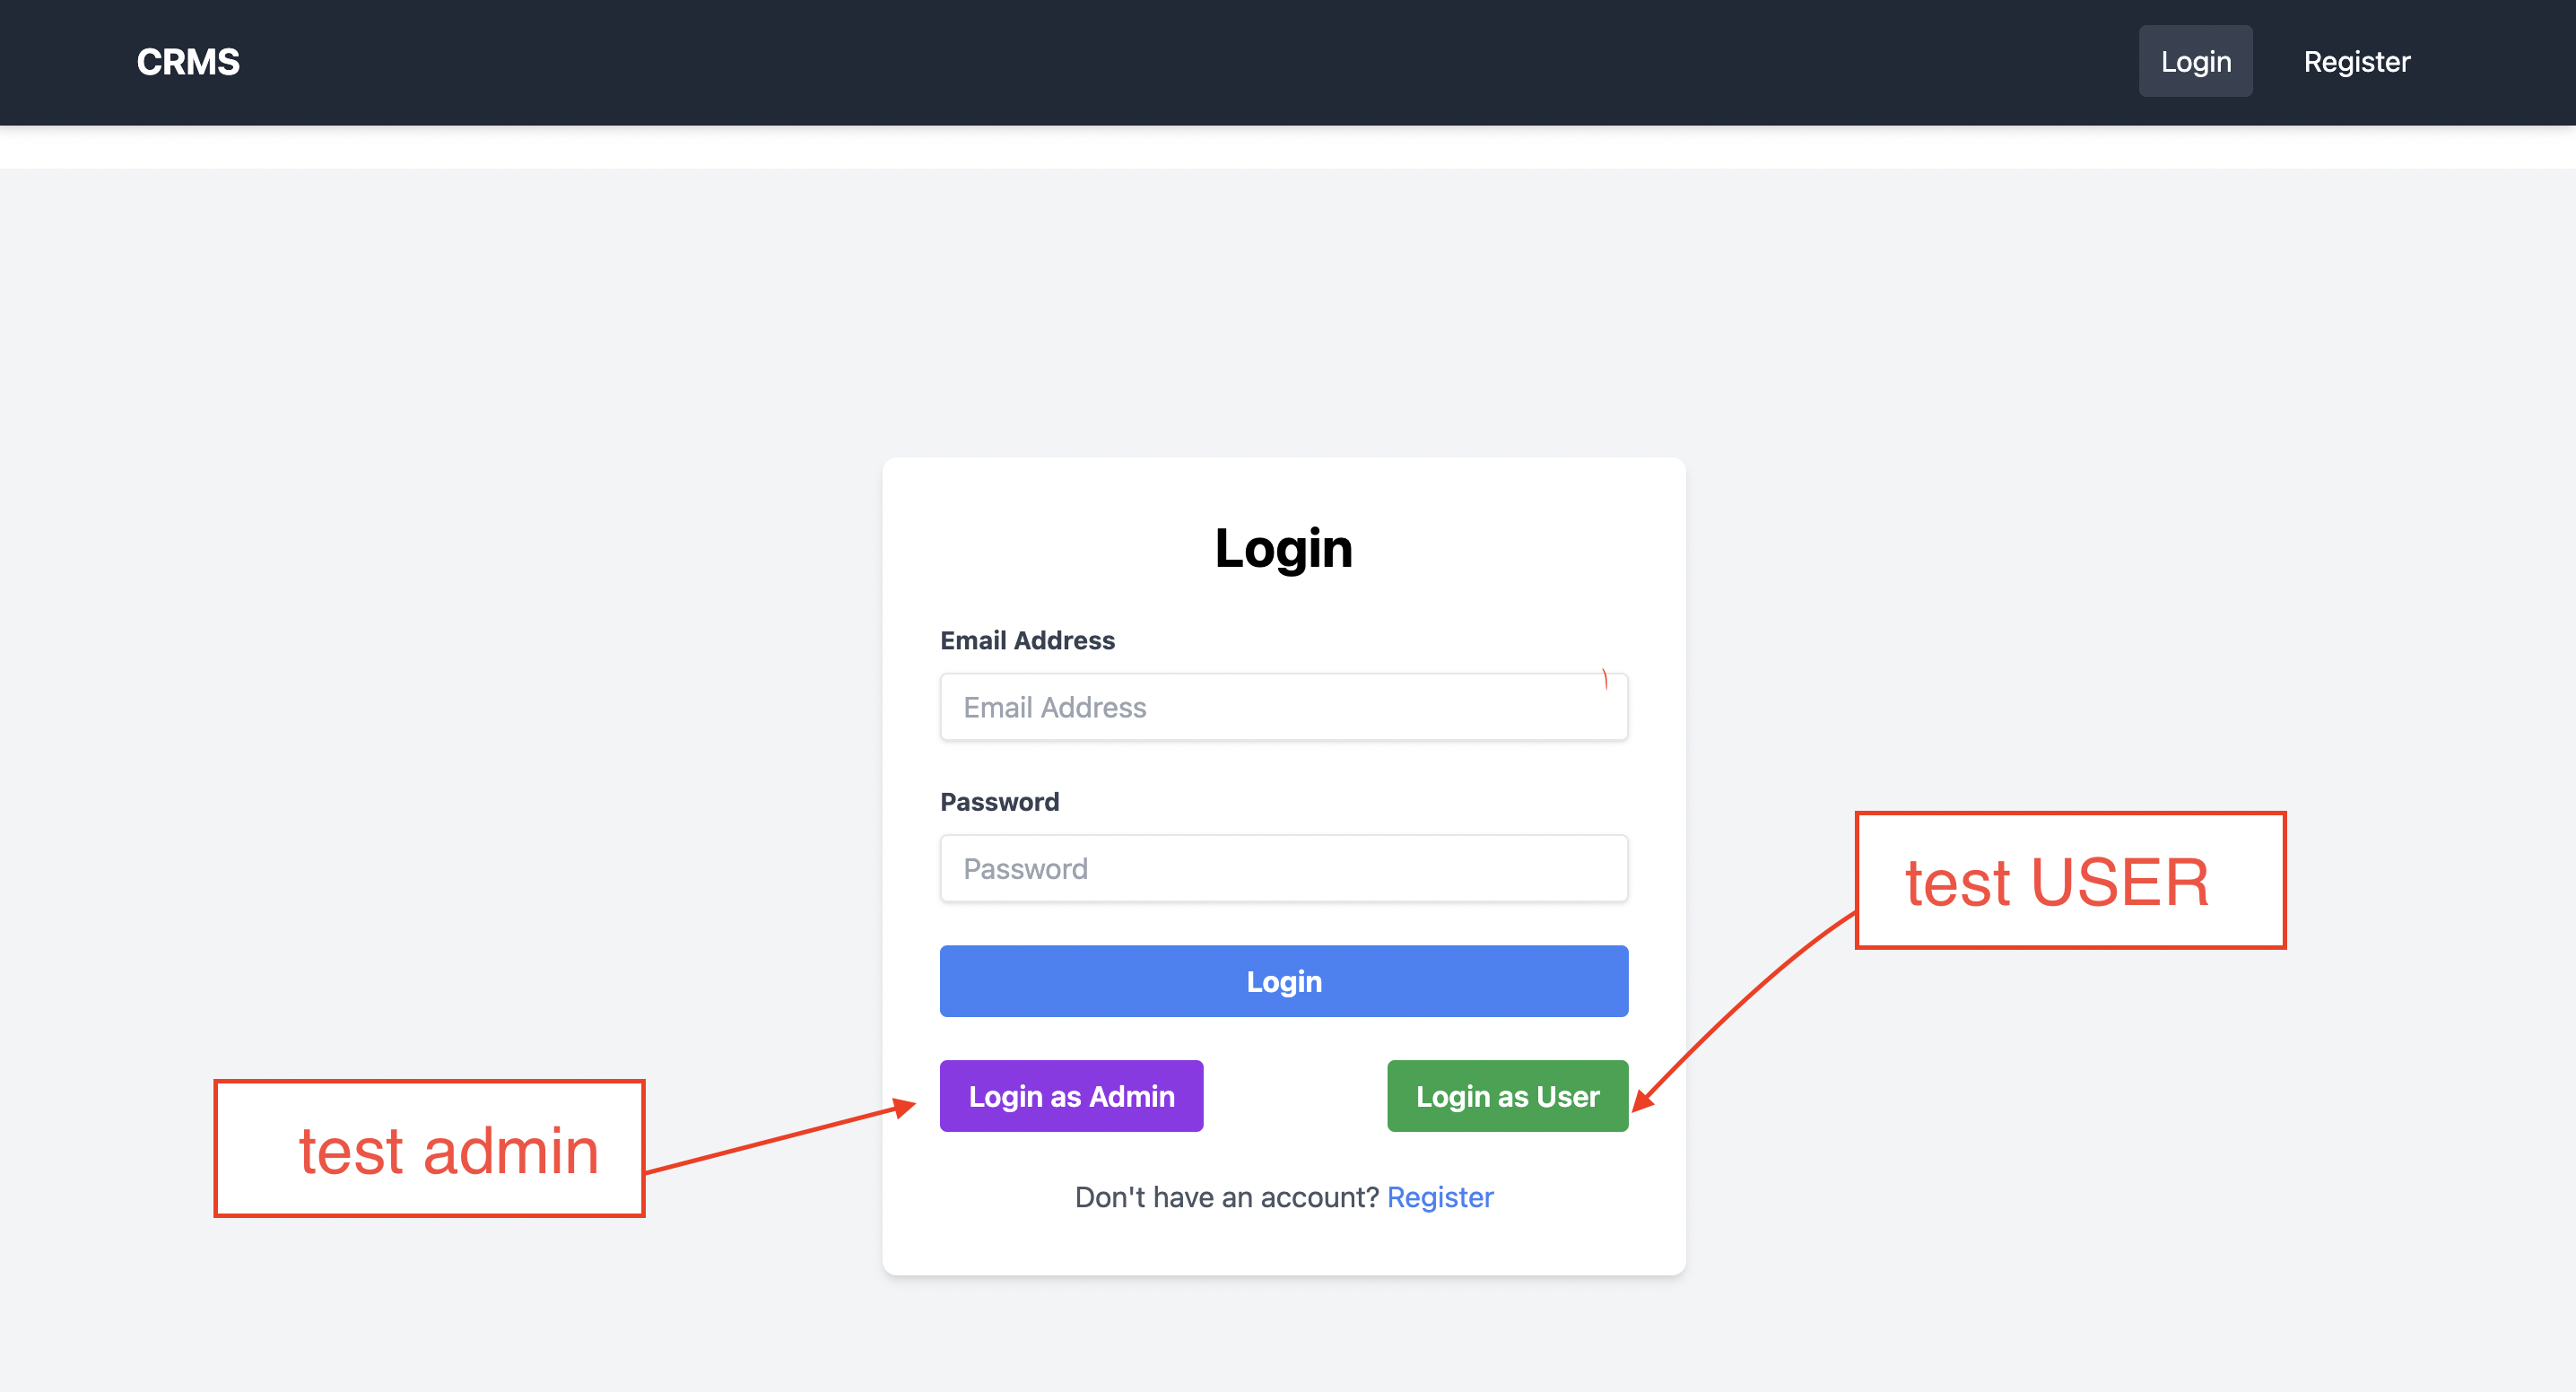 CRMS
Login
Register
Login
Email Address
Email Address
Password
Password
test USER
Login
Login as Admin
Login as User
test admin
Don't have an account? Register